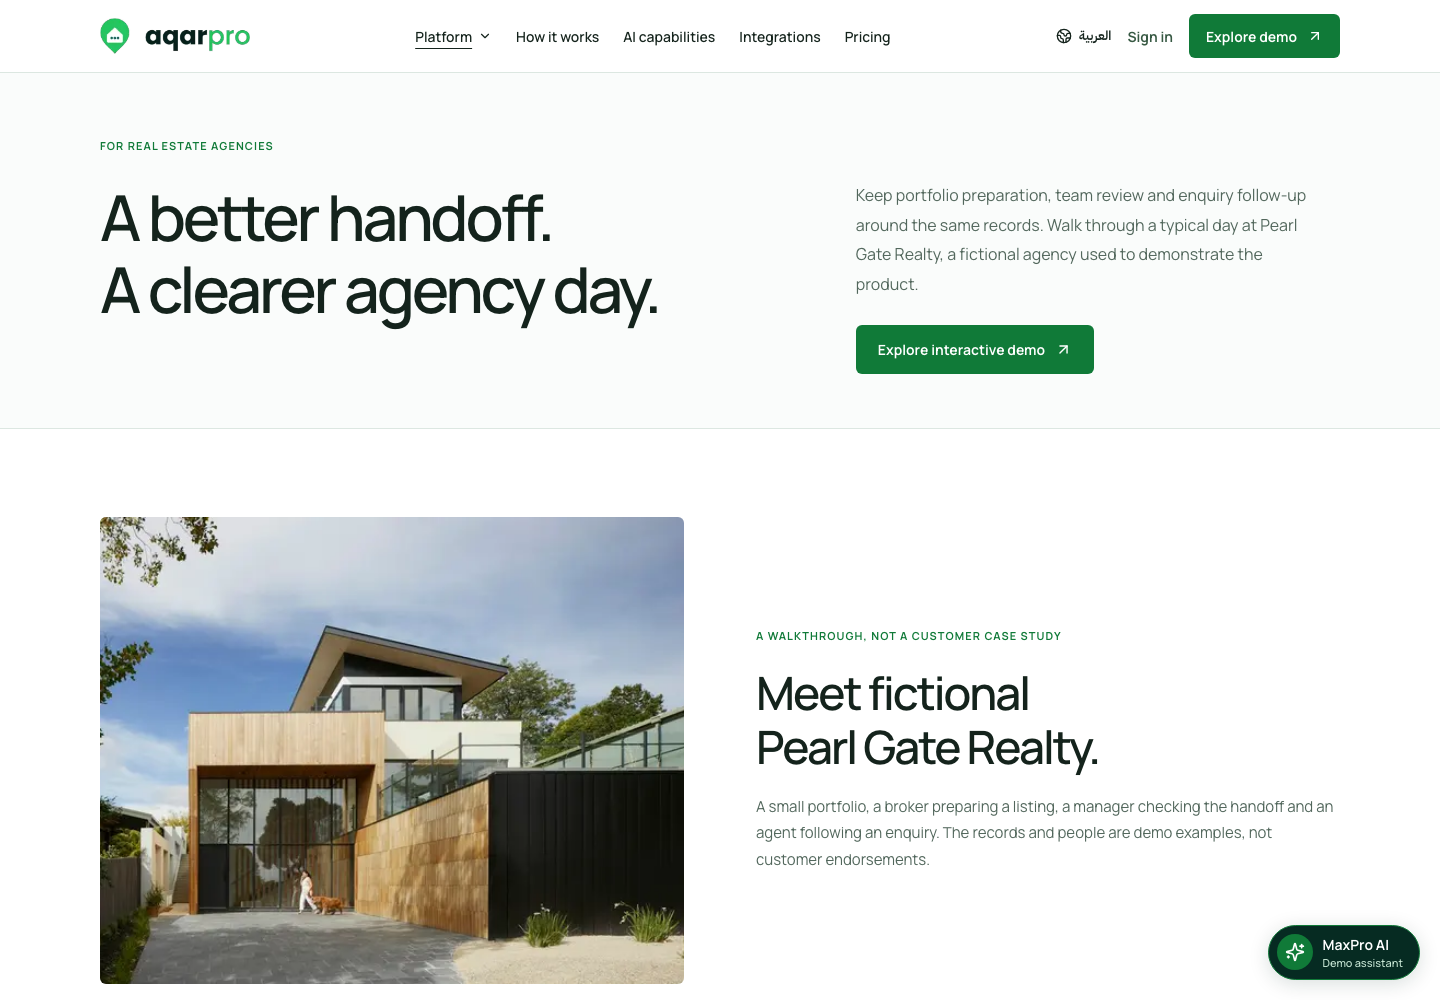 aqarpro
Platform
How it works
AI capabilities
Integrations
Pricing
العربية
Sign in
Explore demo
FOR REAL ESTATE AGENCIES
A better handoff.
A clearer agency day.
Keep portfolio preparation, team review and enquiry follow-up
around the same records. Walk through a typical day at Pearl
Gate Realty, a fictional agency used to demonstrate the
product.
Explore interactive demo
A WALKTHROUGH, NOT A CUSTOMER CASE STUDY
Meet fictional
Pearl Gate Realty.
A small portfolio, a broker preparing a listing, a manager checking the handoff and an
agent following an enquiry. The records and people are demo examples, not
customer endorsements.
MaxPro AI
Demo assistant